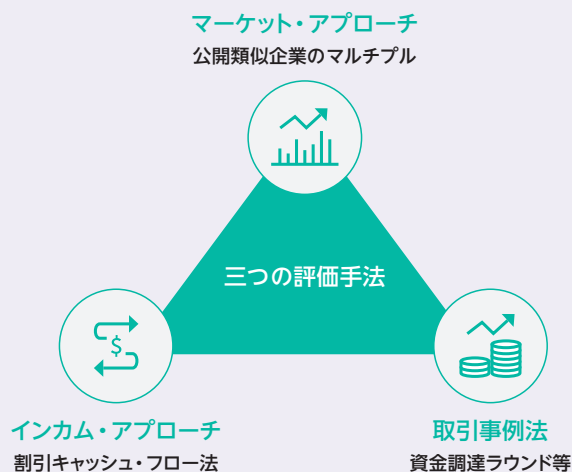 マーケット・アプローチ
公開類似企業のマルチプル
三つの評価手法
$
インカム・アプローチ
割引キャッシュ・フロー法
取引事例法
資金調達ラウンド等